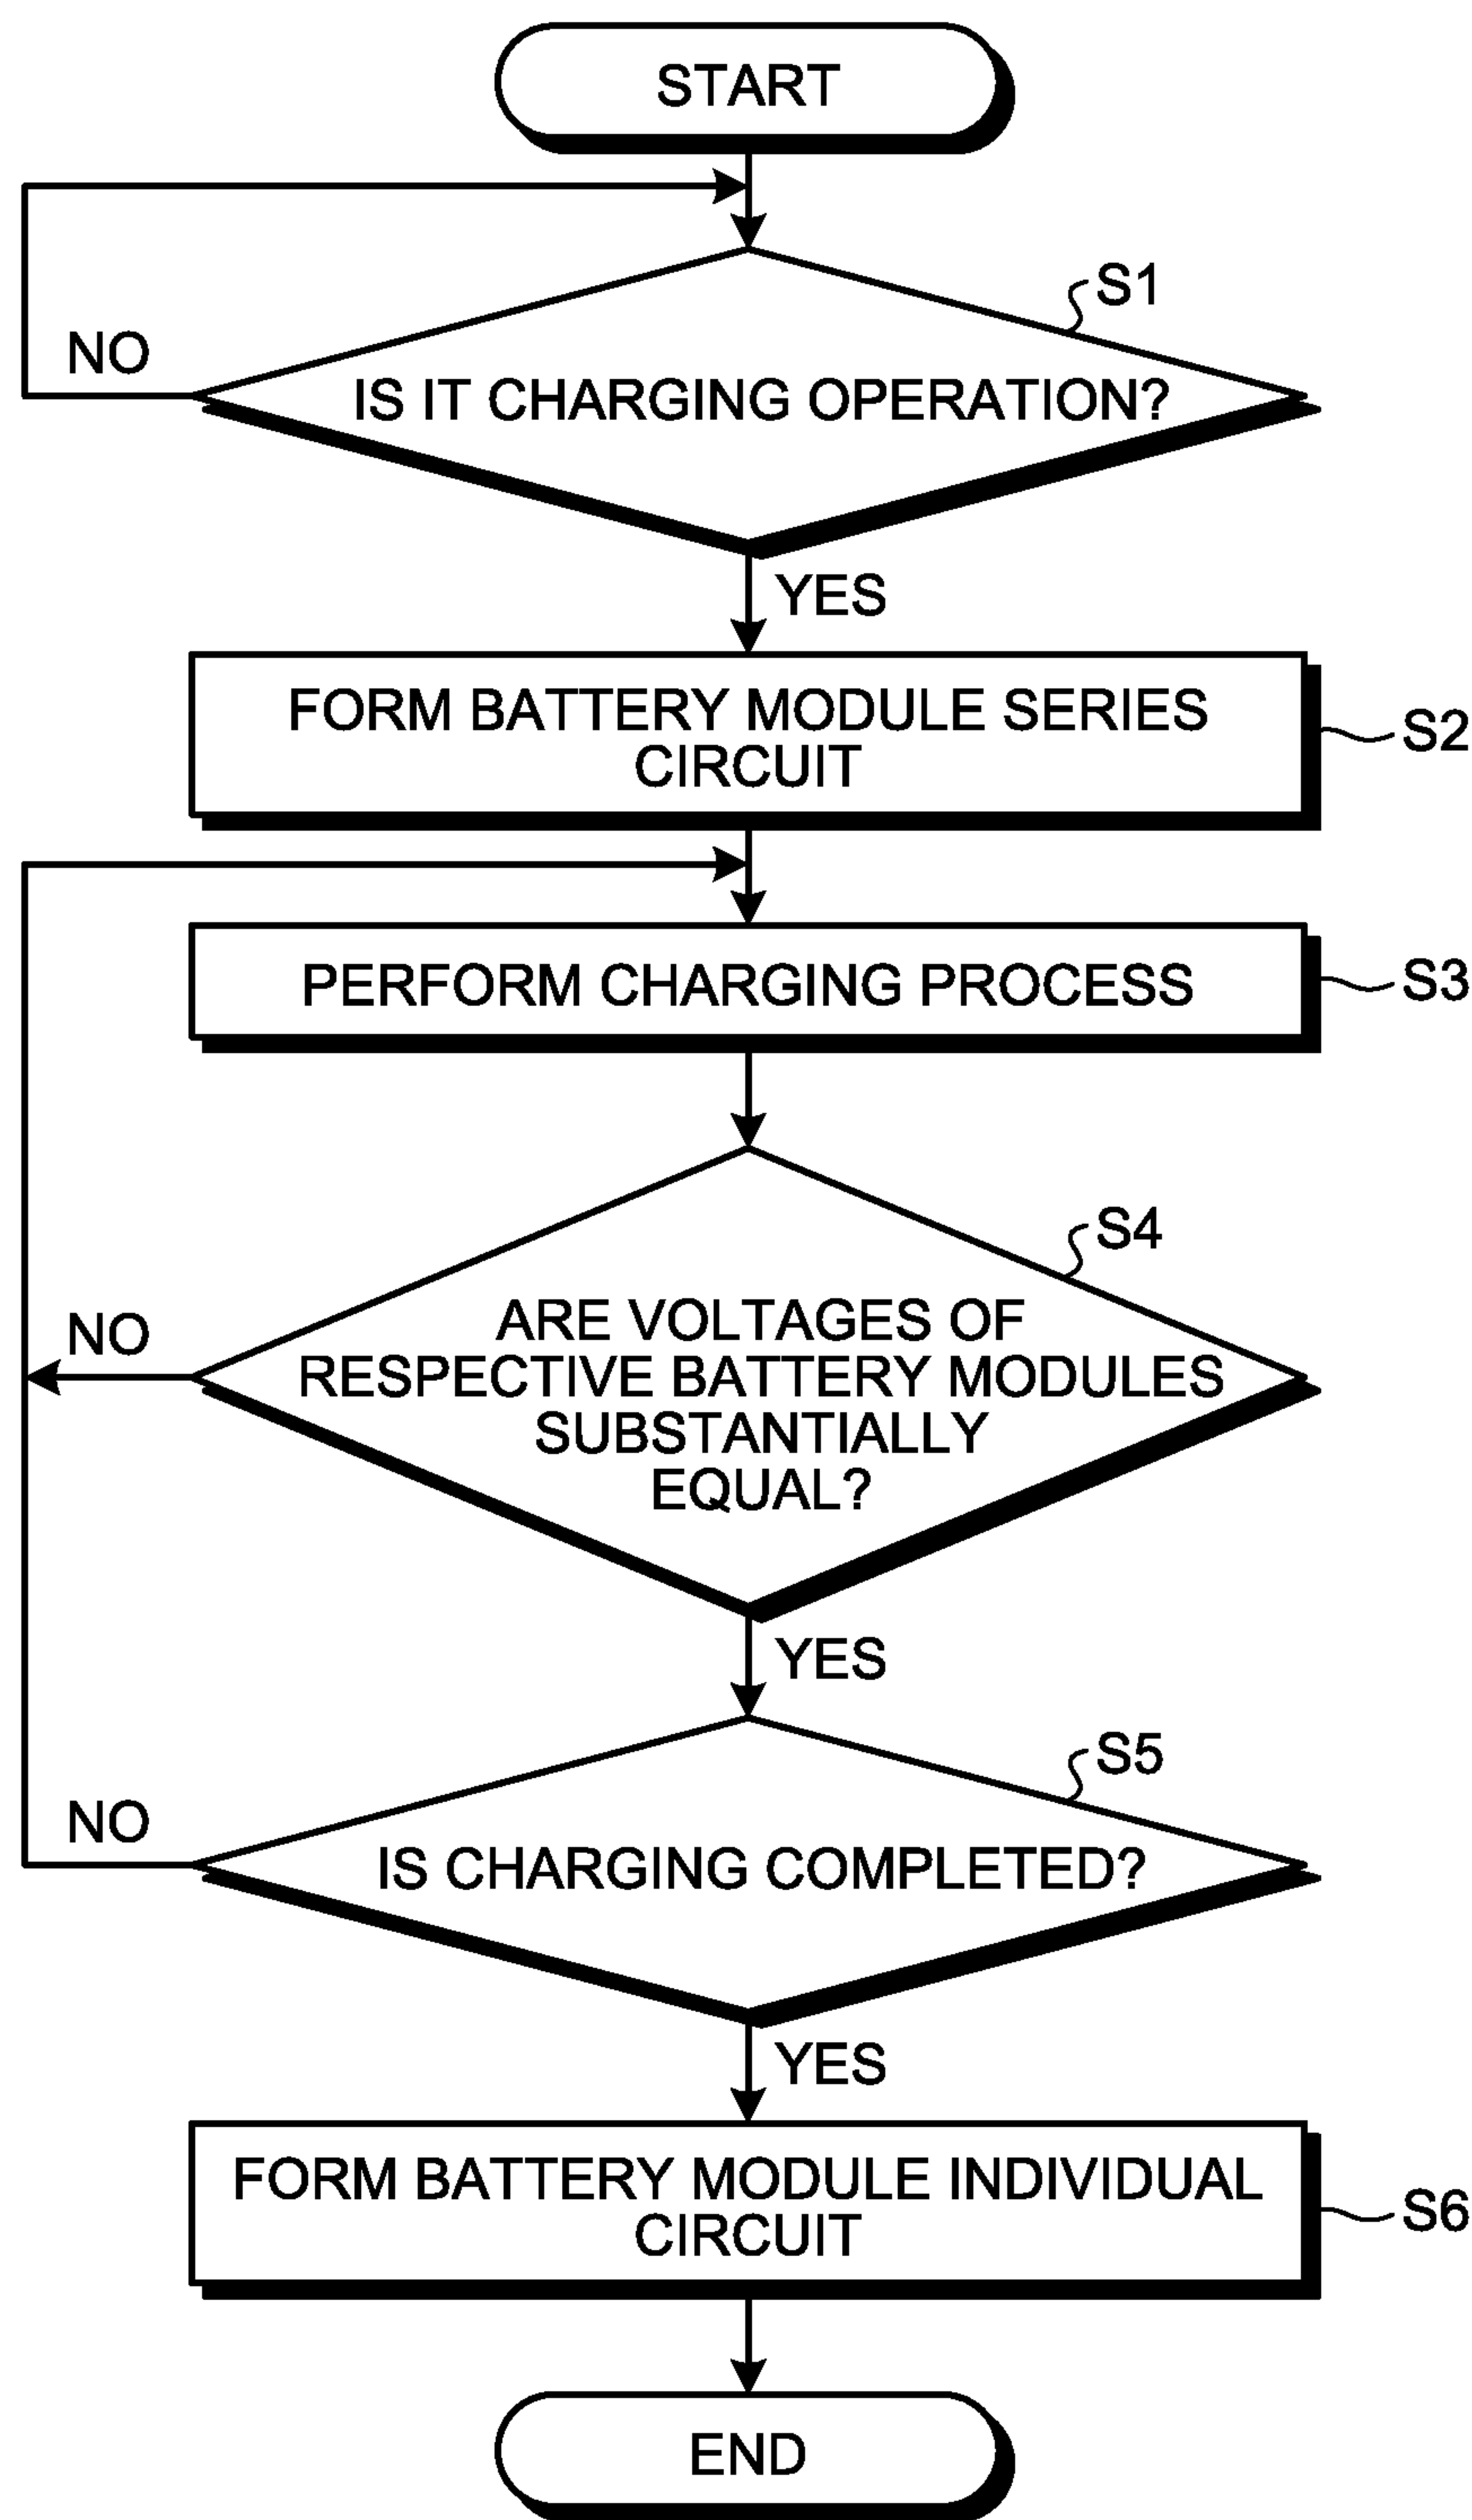 START
S1
NO
IS IT CHARGING OPERATION?
YES
FORM BATTERY MODULE SERIES
CIRCUIT
S2
PERFORM CHARGING PROCESS
S3
S4
NO
ARE VOLTAGES OF
RESPECTIVE BATTERY MODULES
SUBSTANTIALLY
EQUAL?
YES
S5
NO
IS CHARGING COMPLETED?
YES
FORM BATTERY MODULE INDIVIDUAL
CIRCUIT
S6
END